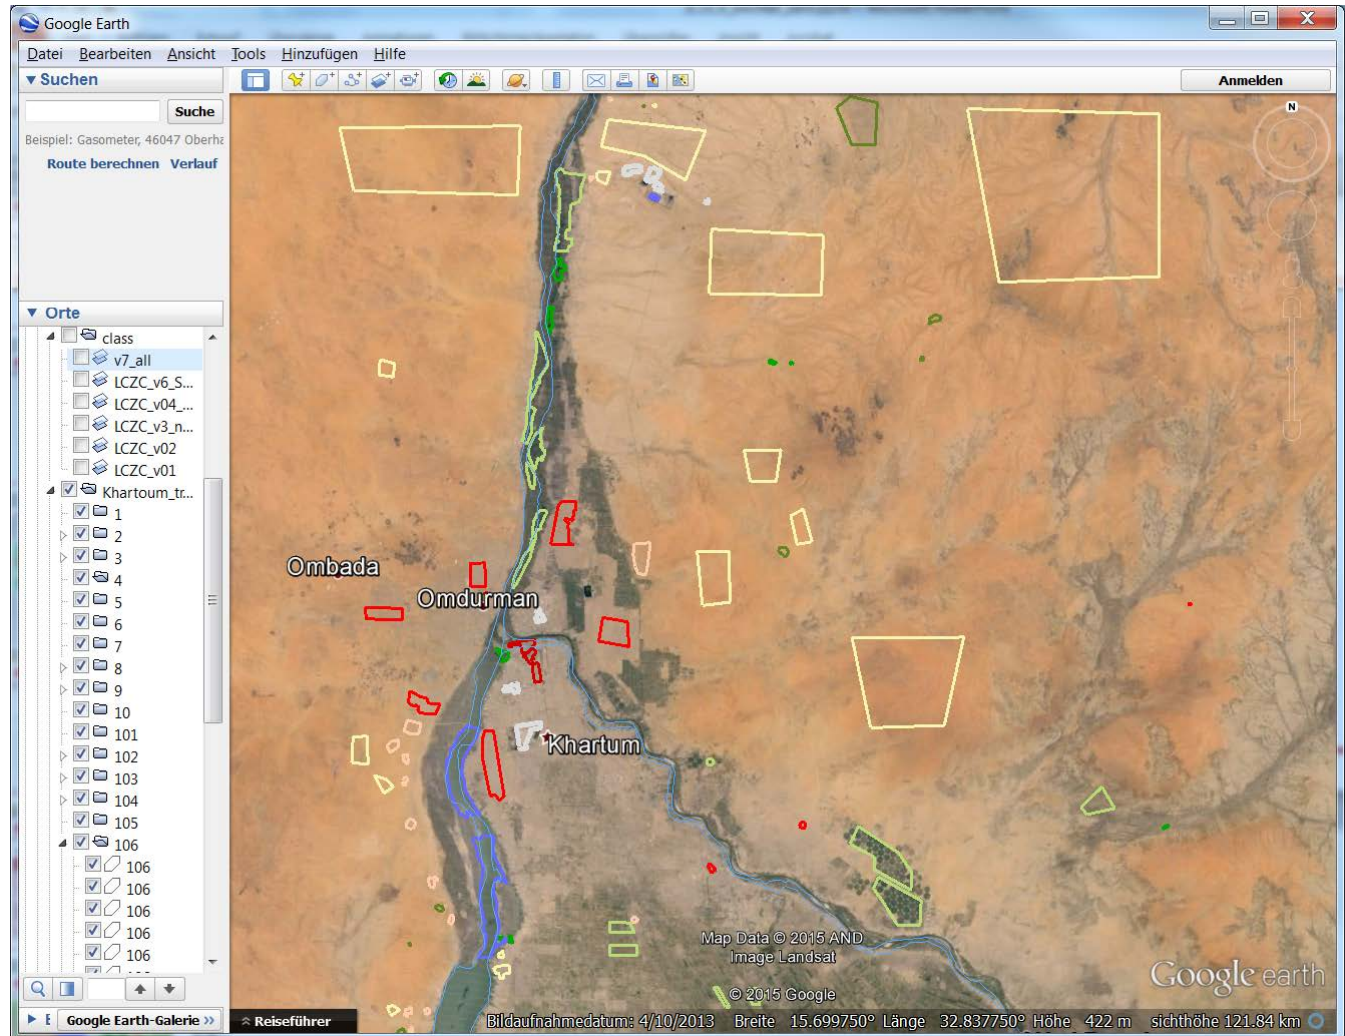 Google Earth
Datei Bearbeiten Ansicht Tools Hinzufügen Hilfe
Suchen
Anmelden
Suche
Beispiel: Gasometer, 46047 Oberha
Route berechnen Verlauf
N
Orte
class
v7_all
LCZC_v6_S...
LCZC_v04_...
LCZC_v3_n...
LCZC_v02
LCZC_v01
Khartoum_tr...
1
2
3
4
5
6
7
8
9
10
101
102
103
104
105
106
106
106
106
106
106
Ombada
Omdurman
Khartum
Map Data © 2015 AND
Image Landsat
© 2015 Google
Google earth
Google Earth-Galerie »
Reiseführer
Bildaufnahmedatum: 4/10/2013 Breite 15.699750° Länge 32.837750° Höhe 422 m sichthöhe 121.84 km